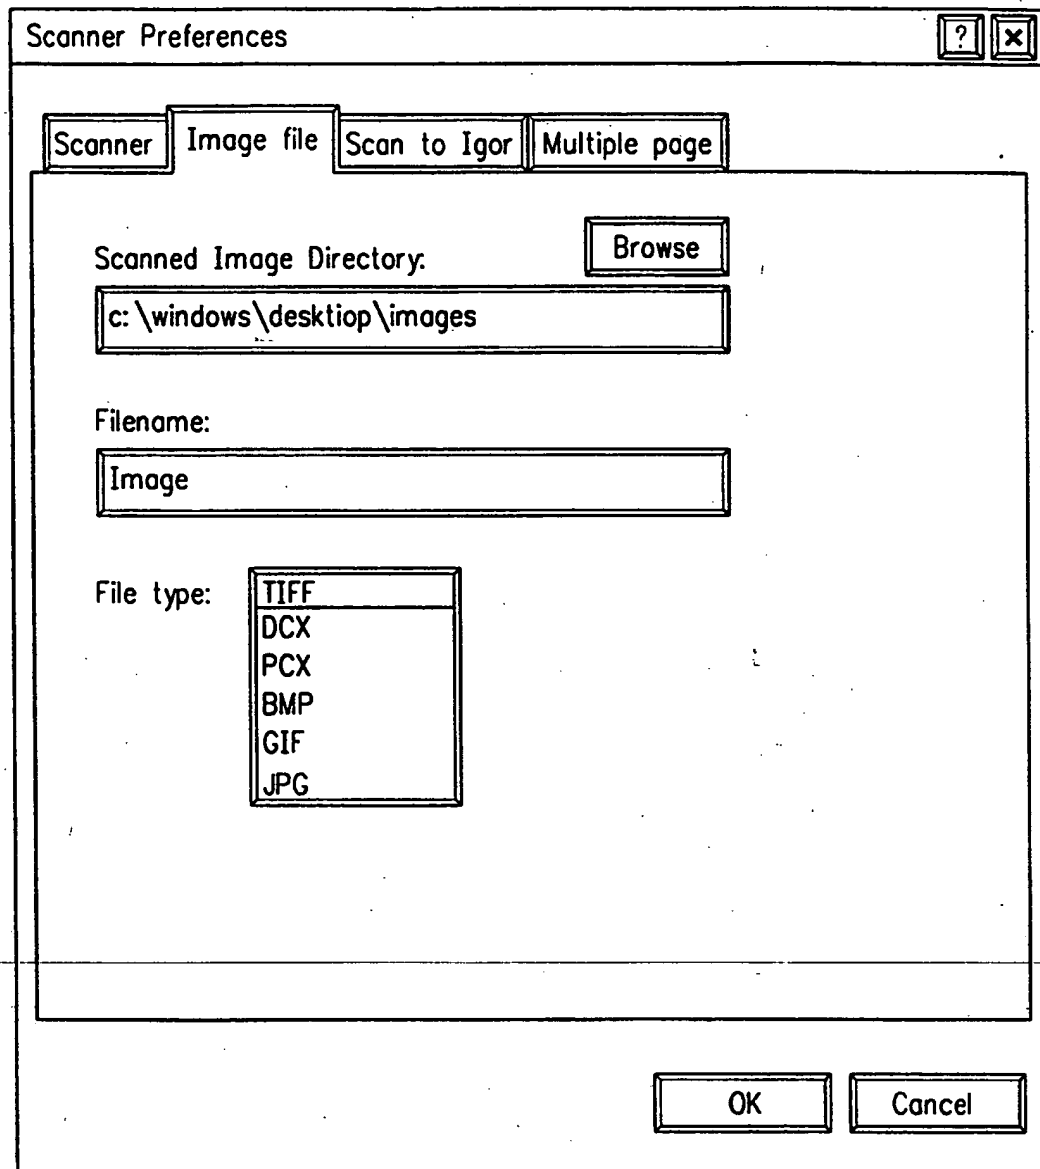 Scanner Preferences ? ×
Scanner Image file Scan to Igor Multiple page
Scanned Image Directory: Browse
c: \windows\desktiop\images
Filename:
Image
File type: TIFF
DCX
PCX
BMP
GIF
JPG
OK Cancel